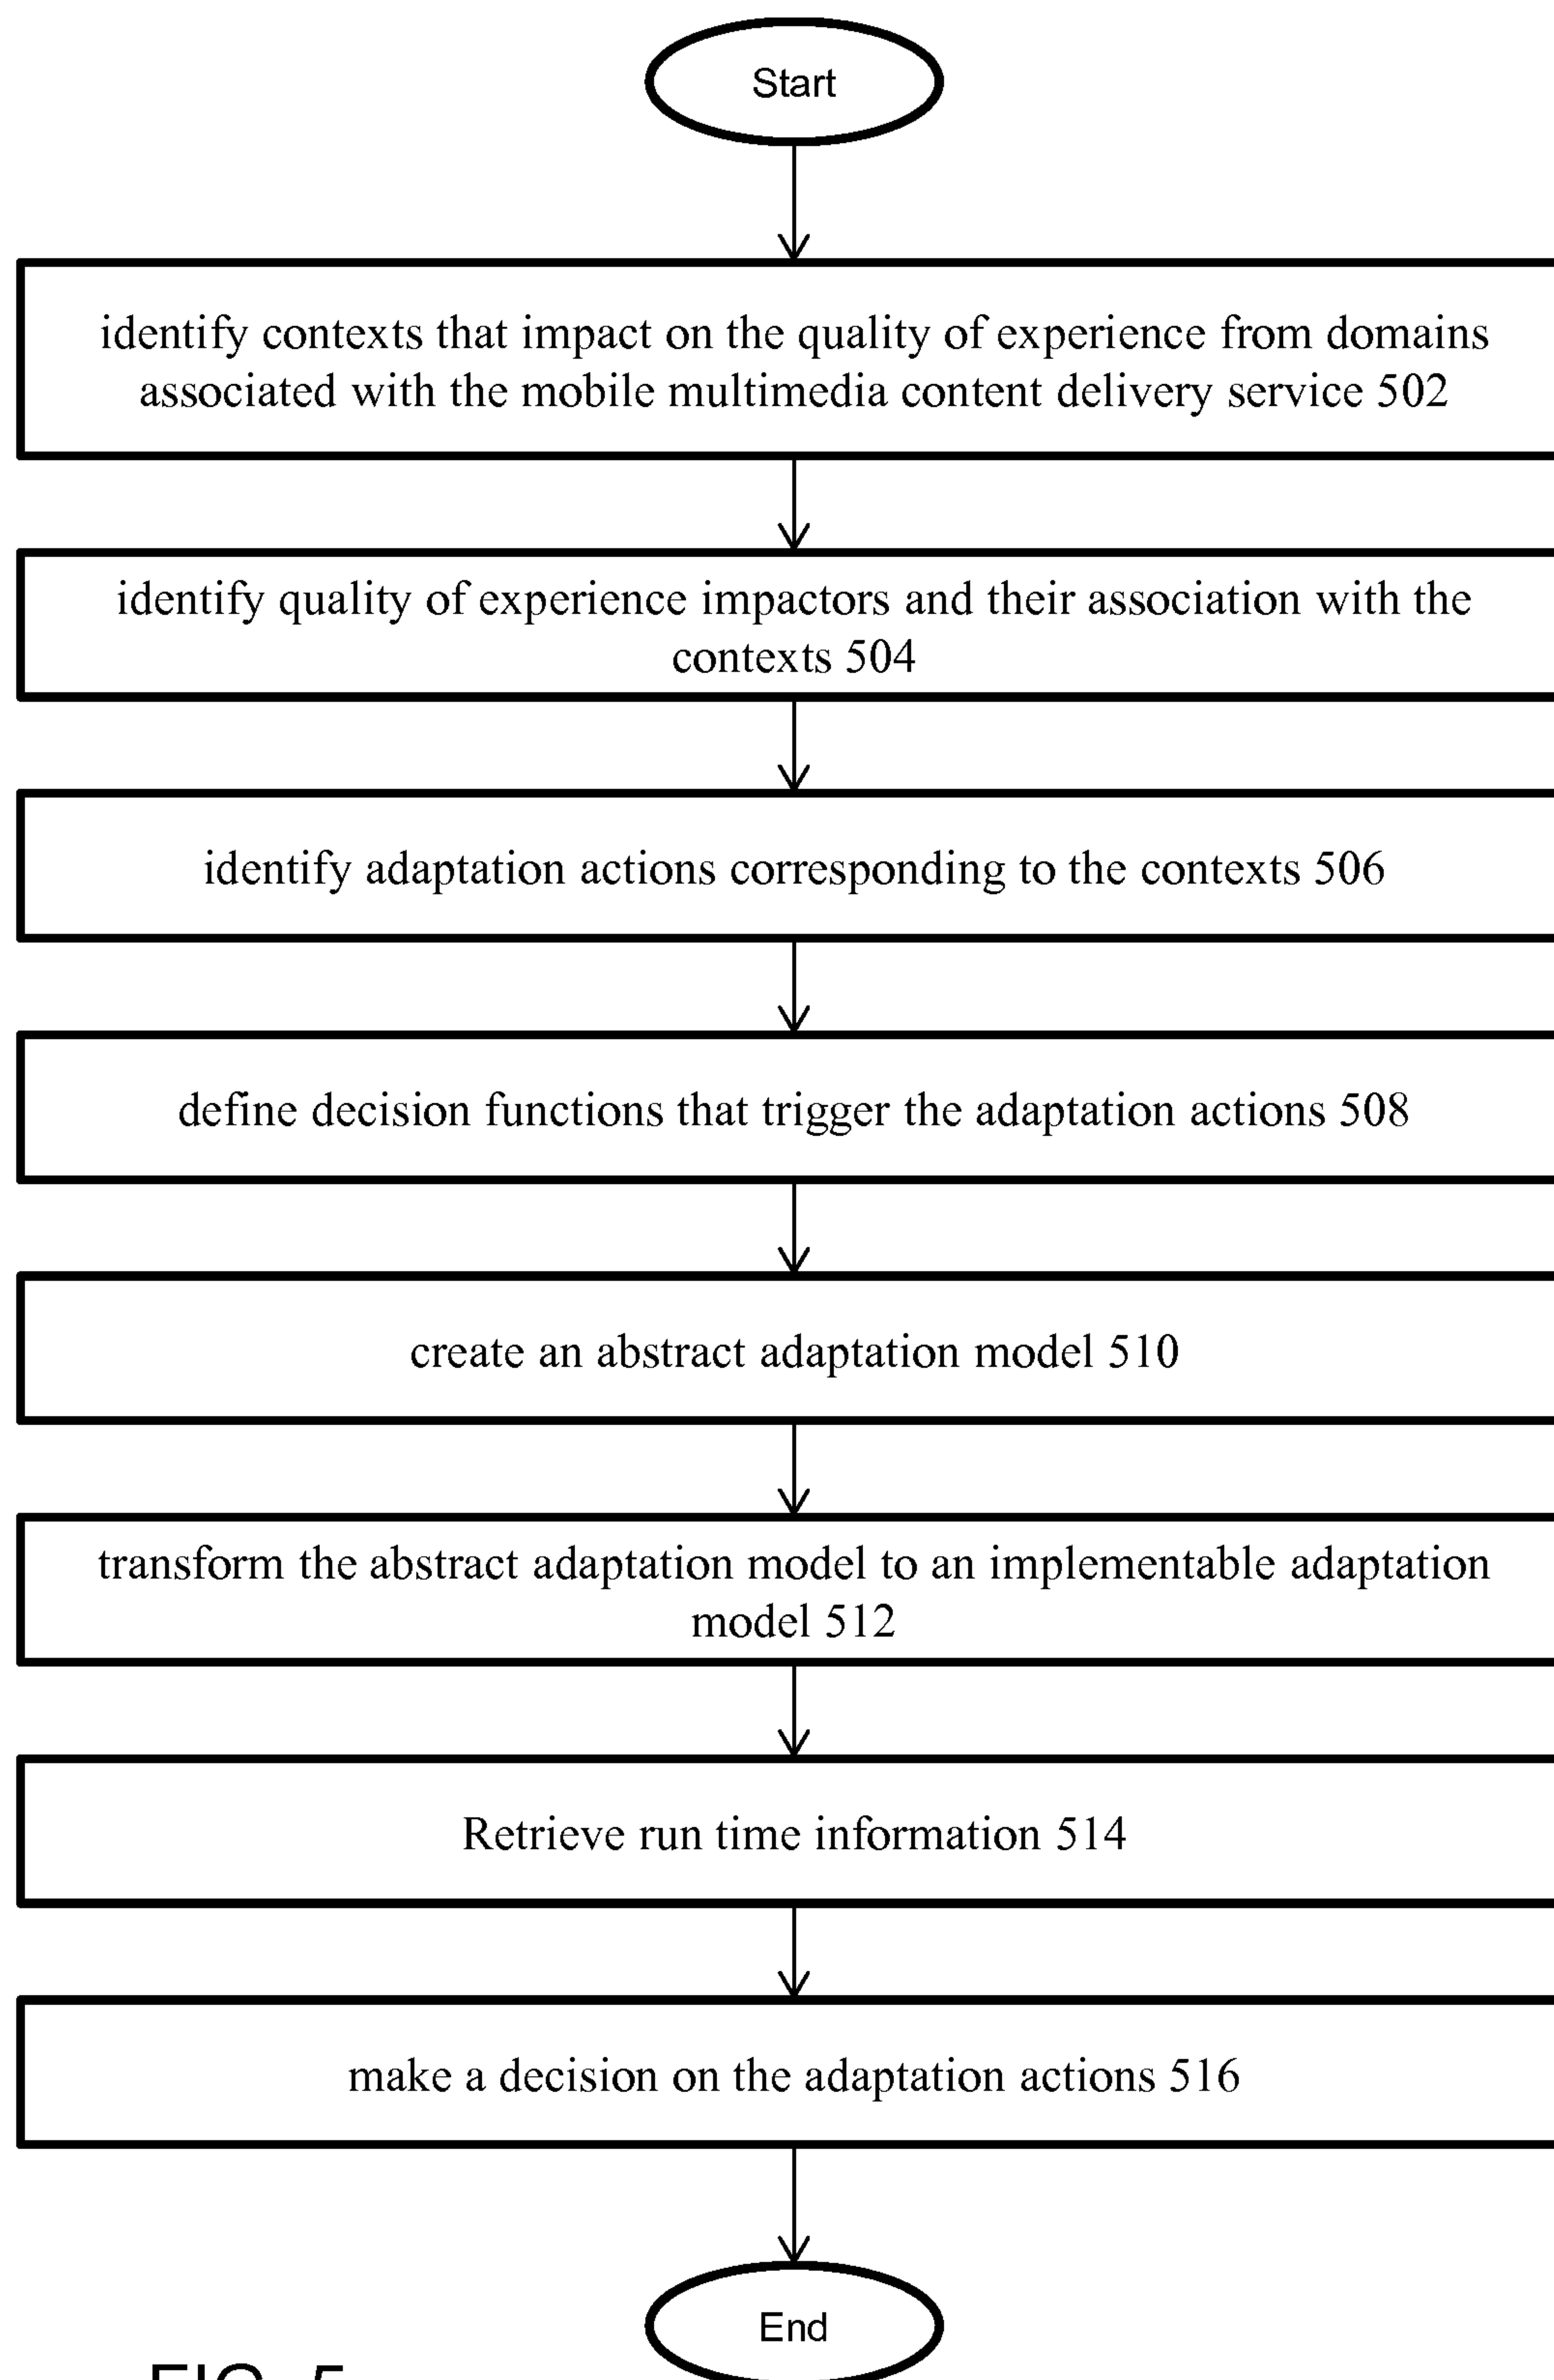 Start
identify contexts that impact on the quality of experience from domains
associated with the mobile multimedia content delivery service 502
identify quality of experience impactors and their association with the
contexts 504
identify adaptation actions corresponding to the contexts 506
define decision functions that trigger the adaptation actions 508
create an abstract adaptation model 510
transform the abstract adaptation model to an implementable adaptation
model 512
Retrieve run time information 514
make a decision on the adaptation actions 516
End
FIG. 5